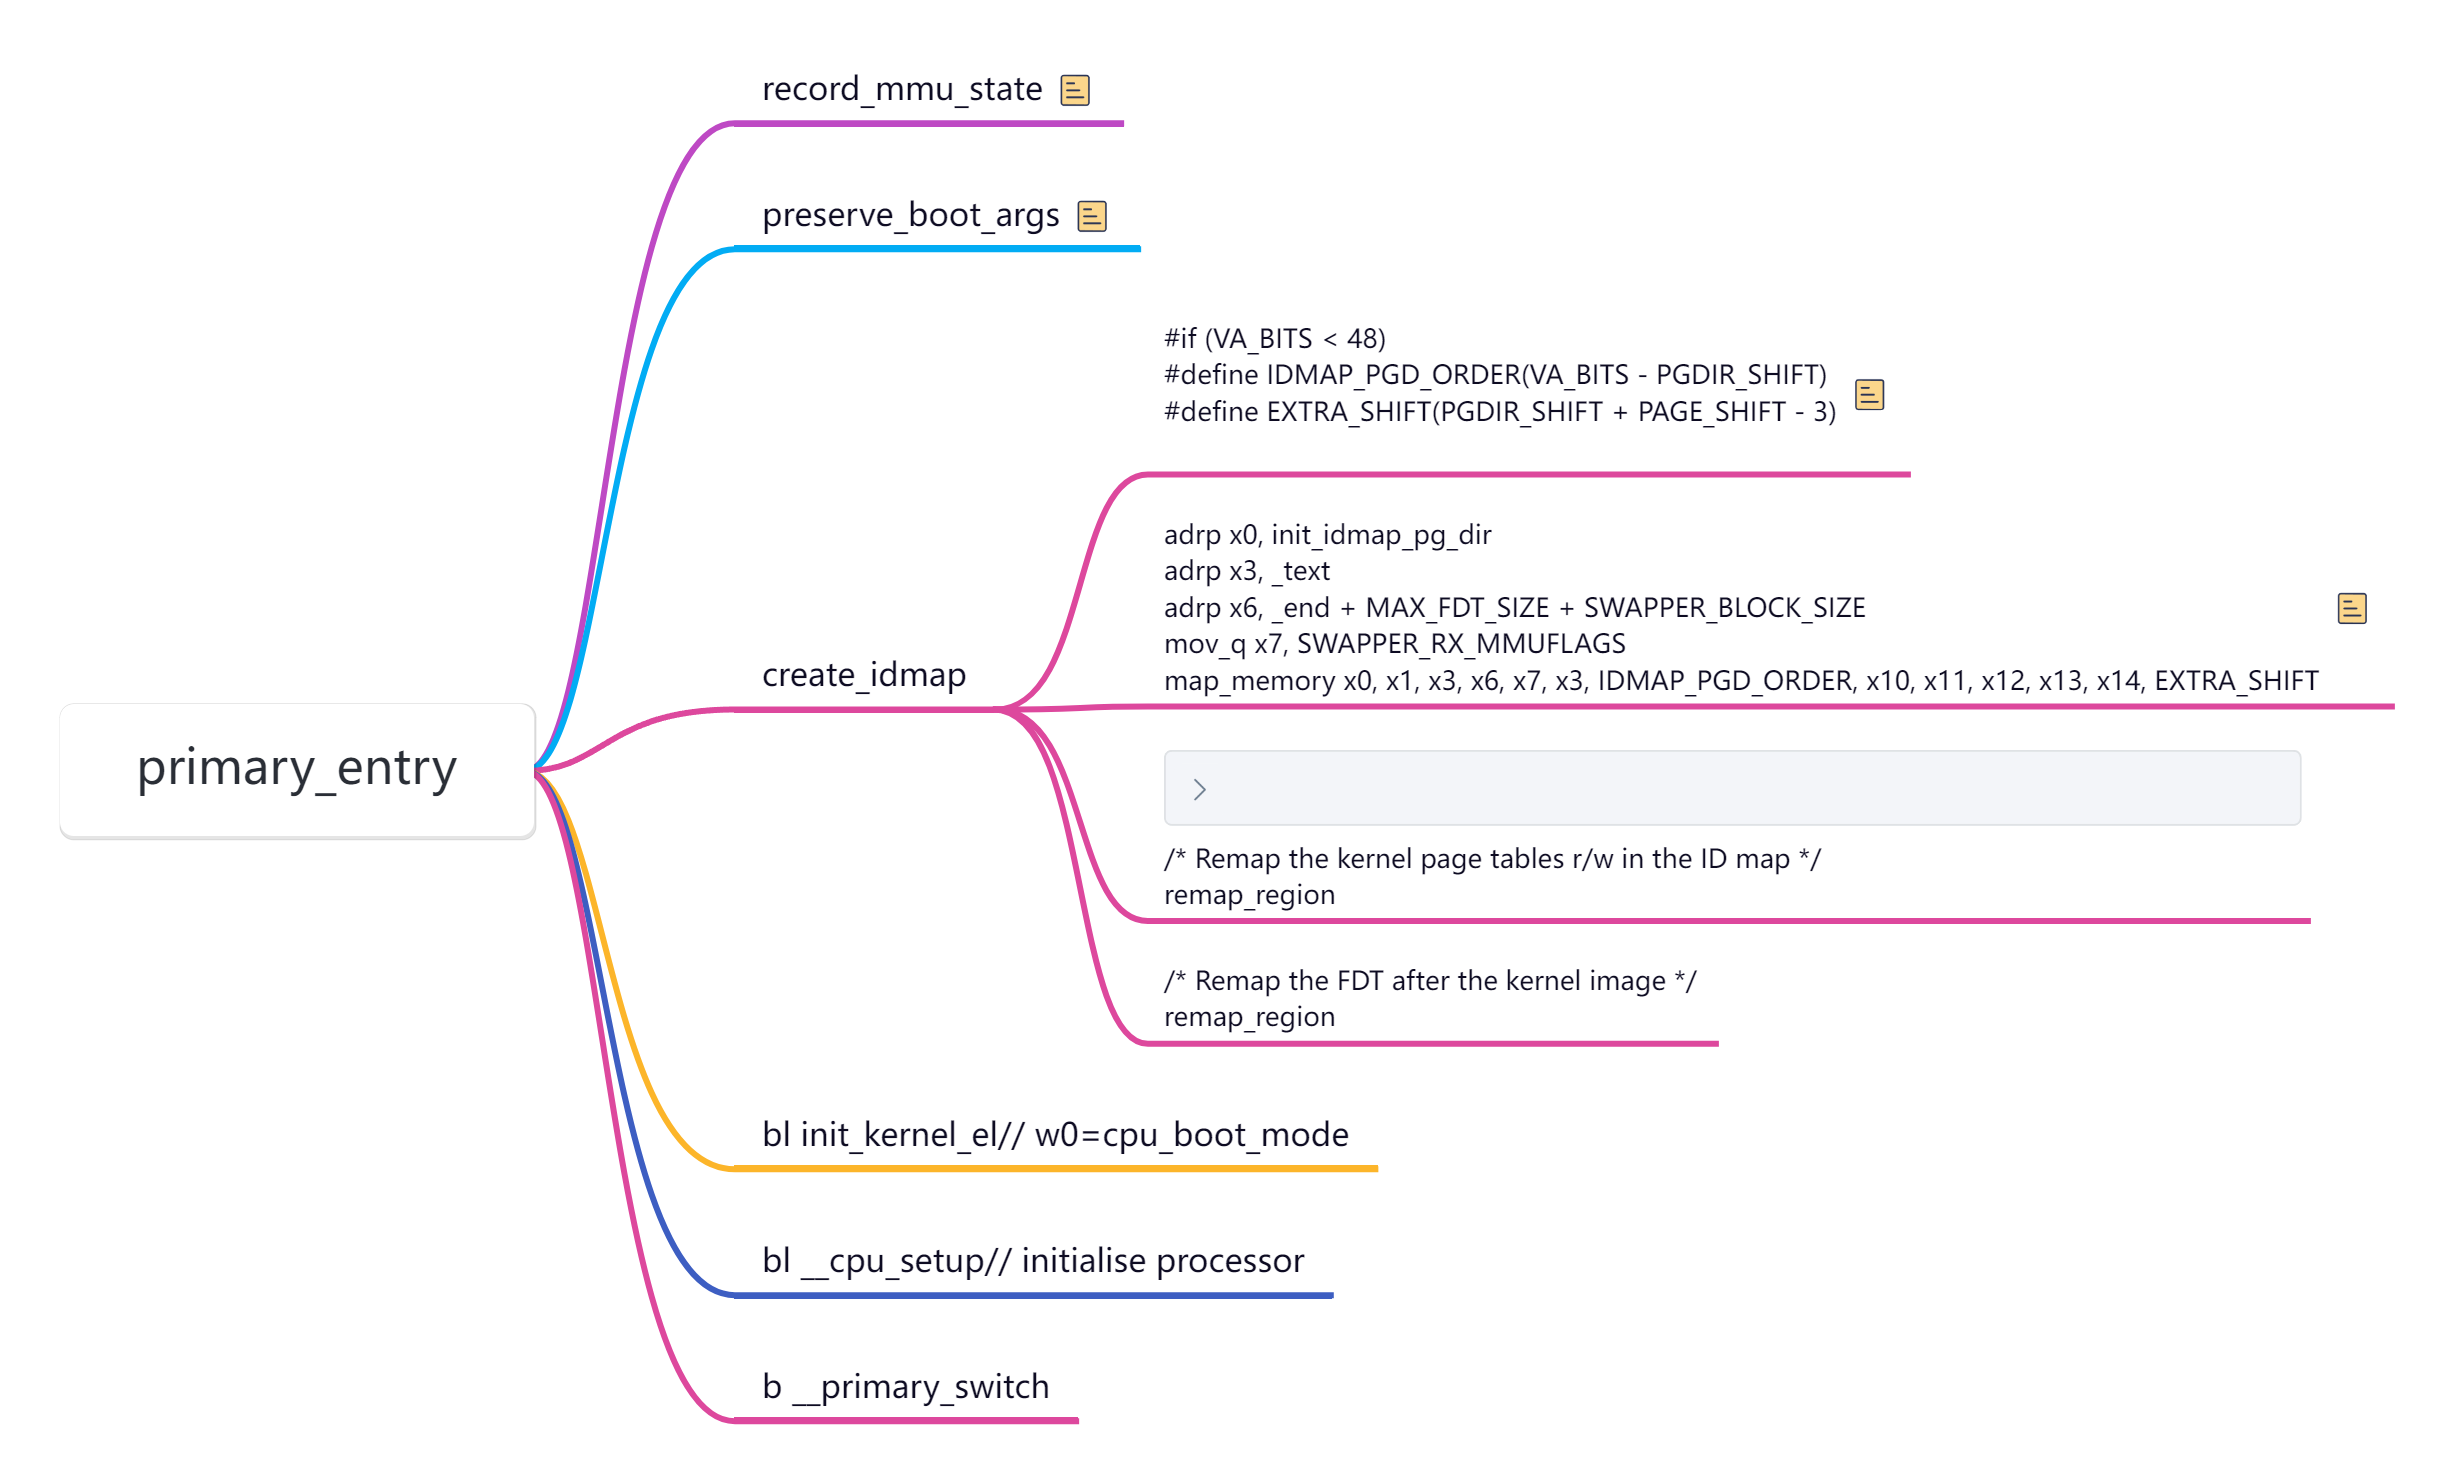 primary_entry
record_mmu_state
preserve_boot_args
create_idmap
#if (VA_BITS < 48)
#define IDMAP_PGD_ORDER(VA_BITS - PGDIR_SHIFT)
#define EXTRA_SHIFT(PGDIR_SHIFT + PAGE_SHIFT - 3)
adrp x0, init_idmap_pg_dir
adrp x3, _text
adrp x6, _end + MAX_FDT_SIZE + SWAPPER_BLOCK_SIZE
mov_q x7, SWAPPER_RX_MMUFLAGS
map_memory x0, x1, x3, x6, x7, x3, IDMAP_PGD_ORDER, x10, x11, x12, x13, x14, EXTRA_SHIFT
/* Remap the kernel page tables r/w in the ID map */
remap_region
/* Remap the FDT after the kernel image */
remap_region
bl init_kernel_el// w0=cpu_boot_mode
bl __cpu_setup// initialise processor
b __primary_switch